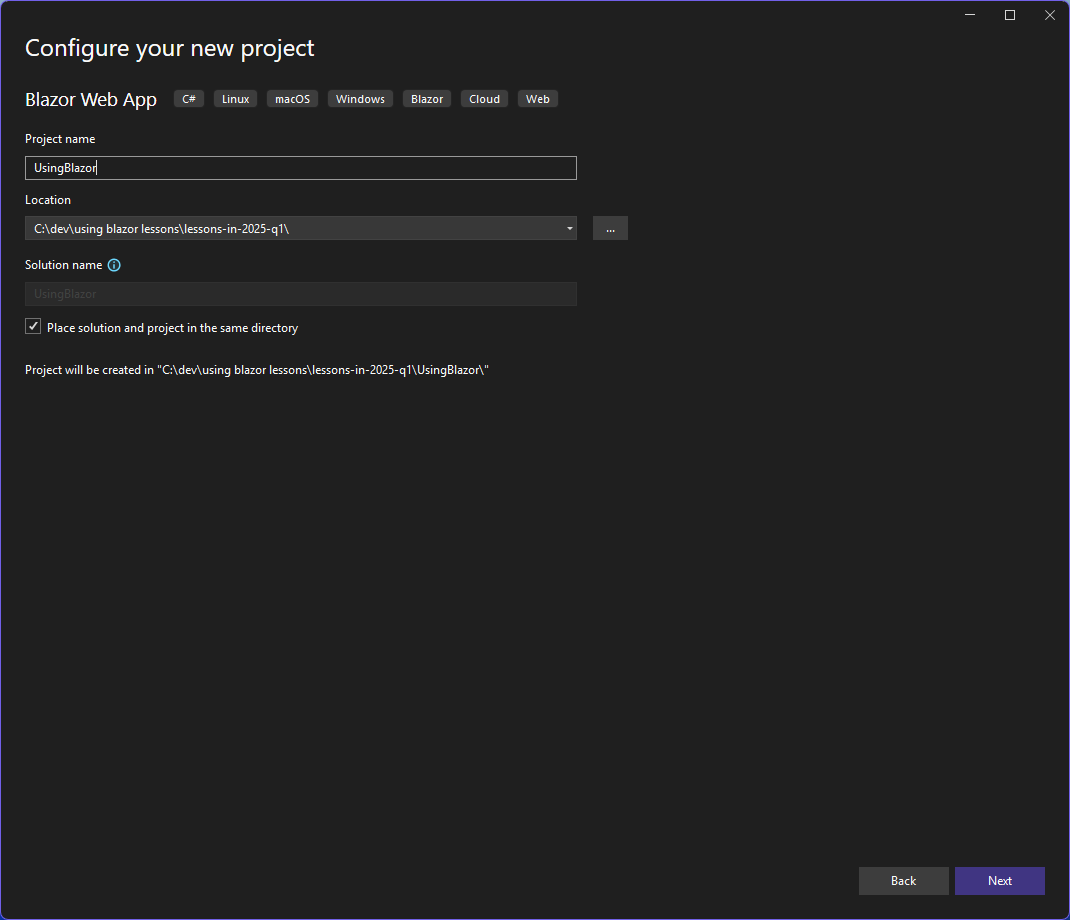 Configure your new project
Blazor Web App C# Linux macOS Windows Blazor Cloud Web
Project name
UsingBlazor
Location
C:\dev\using blazor lessons\lessons-in-2025-q1\ ...
Solution name
UsingBlazor
Place solution and project in the same directory
Project will be created in "C:\dev\using blazor lessons\lessons-in-2025-q1\UsingBlazor\"
Back Next